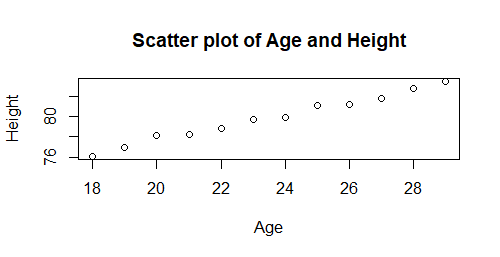 Scatter plot of Age and Height
Height
80
76
18 20 22 24 26 28
Age